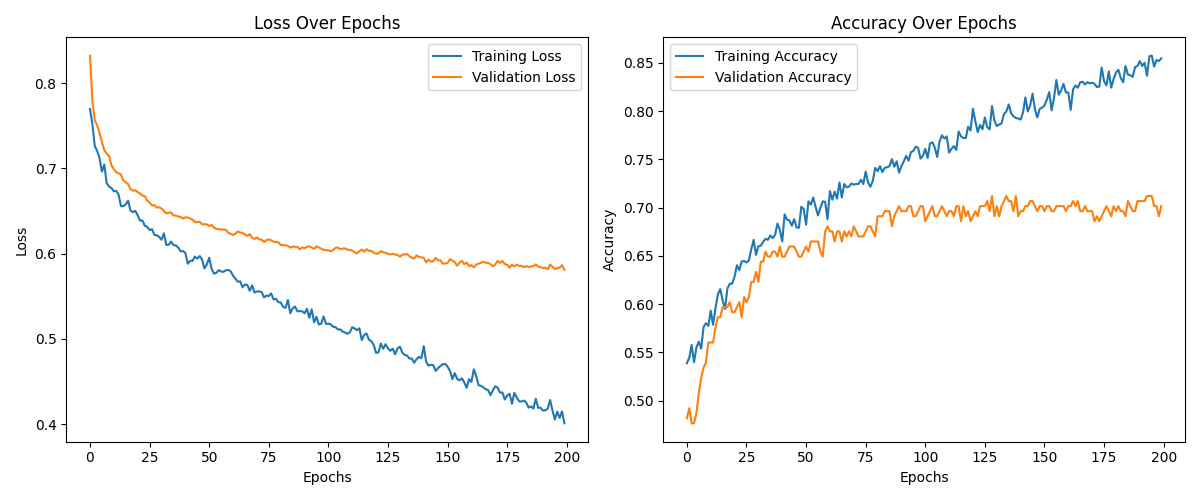 Loss Over Epochs
Training Loss
Validation Loss
Loss
0.8
0.7
0.6
0.5
0.4
0 25 50 75 100 125 150 175 200
Epochs
Accuracy Over Epochs
Training Accuracy
Validation Accuracy
Accuracy
0.85
0.80
0.75
0.70
0.65
0.60
0.55
0.50
0 25 50 75 100 125 150 175 200
Epochs